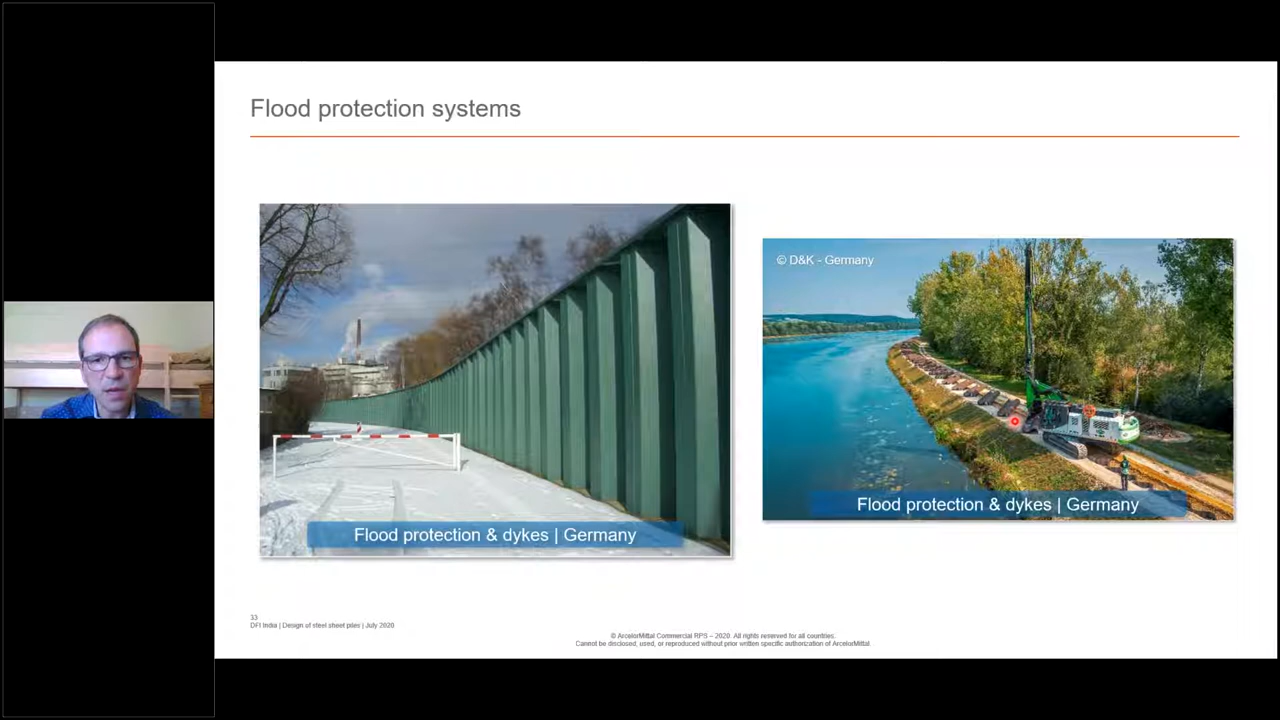 Flood protection systems
© D&K - Germany
Flood protection & dykes | Germany
Flood protection & dykes | Germany
33
DFI India | Design of steel sheet piles | July 2020
© ArcelorMittal Commercial RPS – 2020. All rights reserved for all countries.
Cannot be disclosed, used, or reproduced without prior written specific authorization of ArcelorMittal